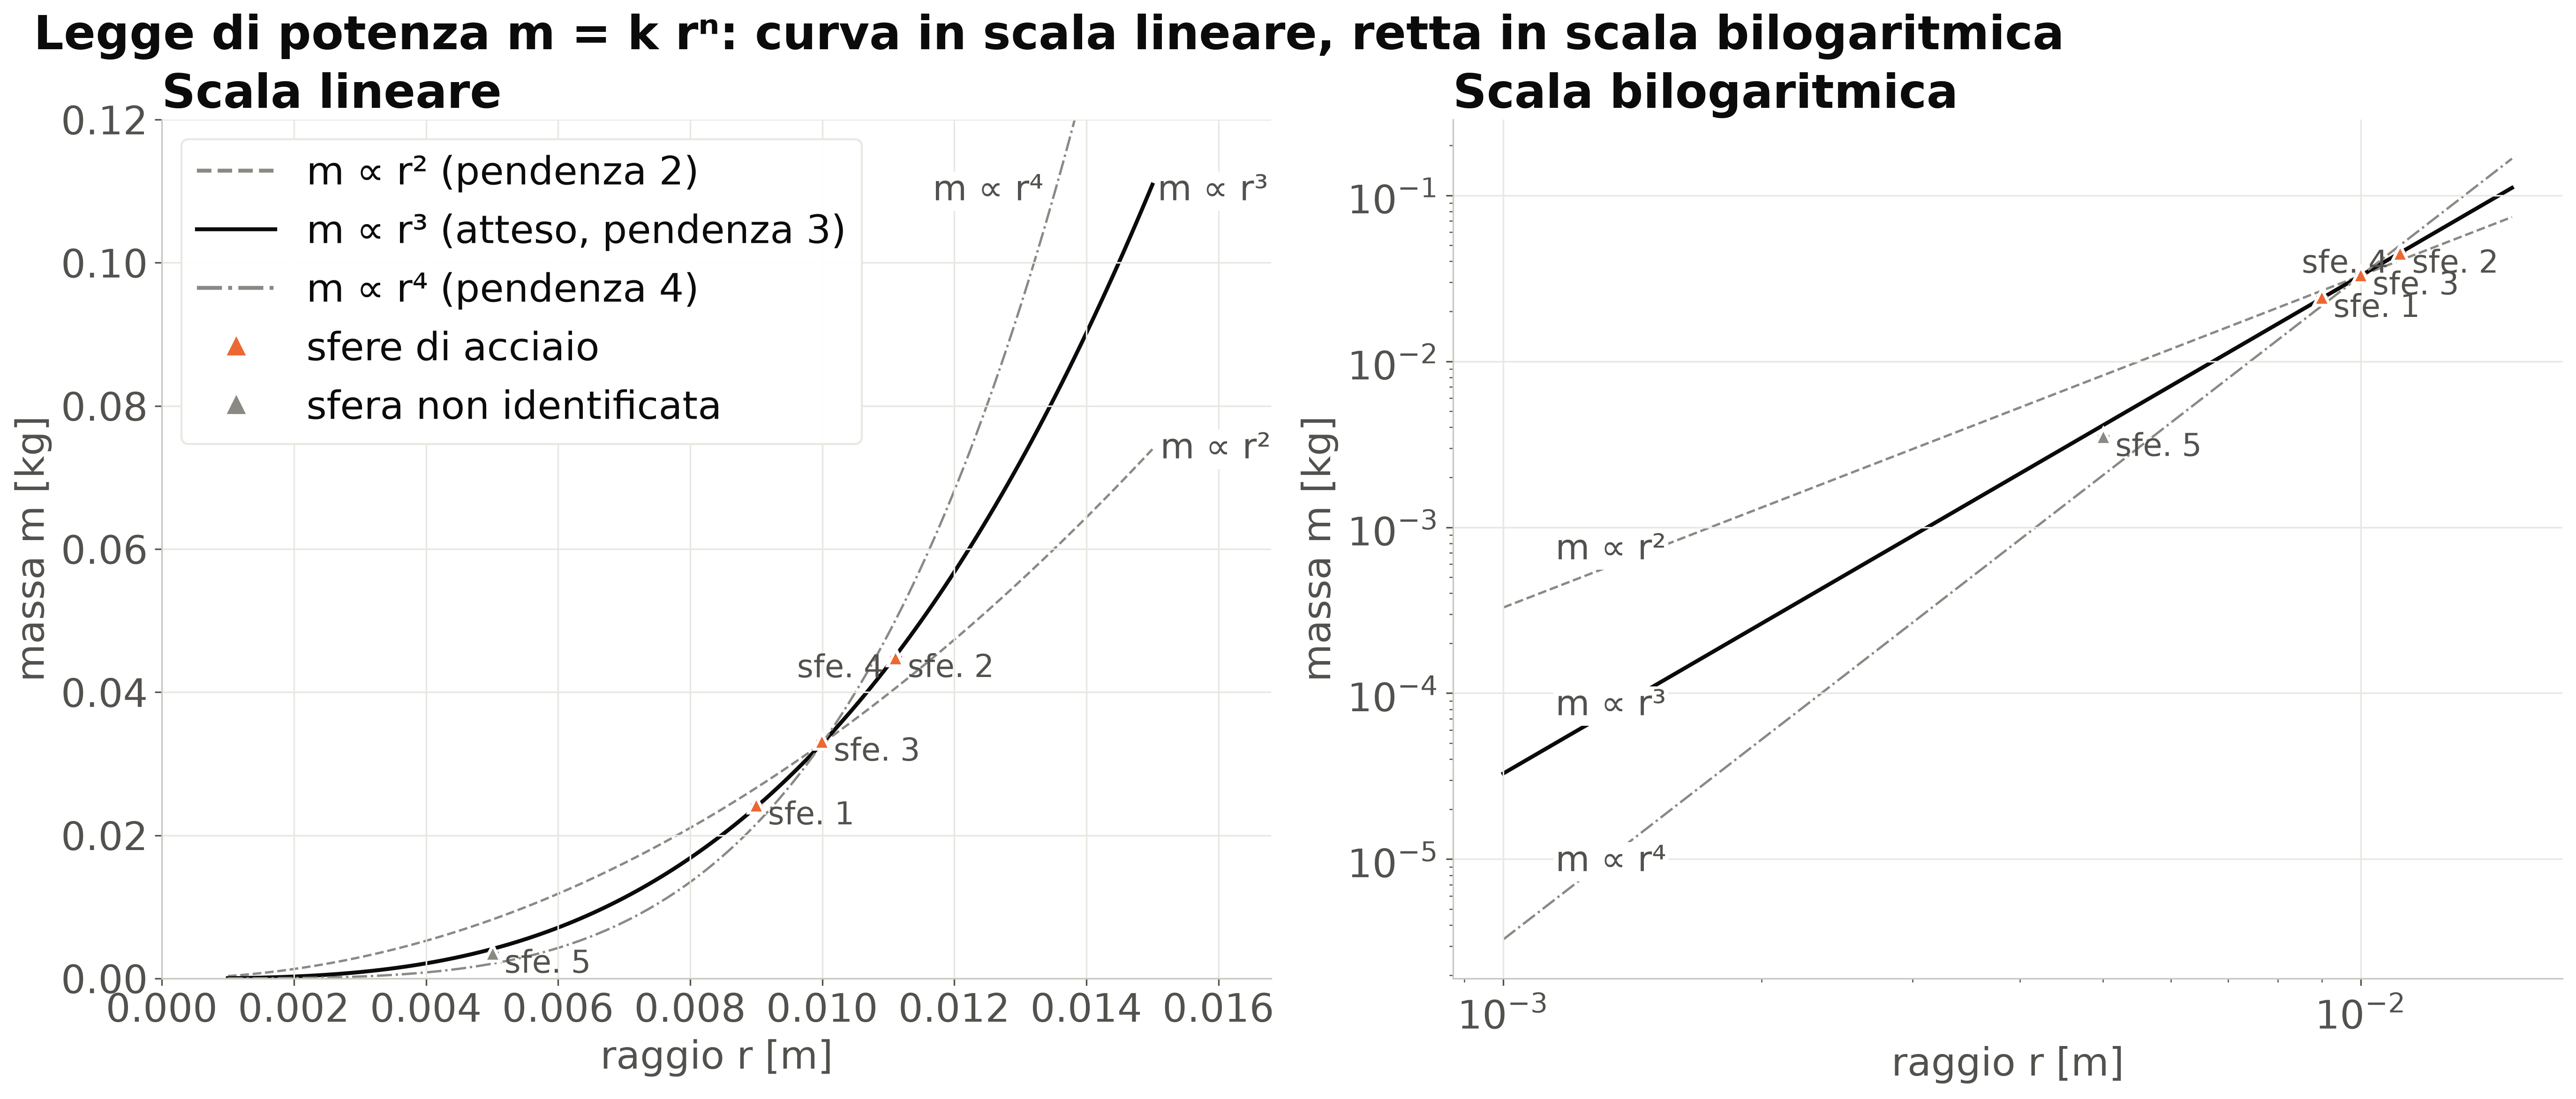 Legge di potenza m = k rⁿ: curva in scala lineare, retta in scala bilogaritmica
Scala lineare
0.12
0.10
0.08
0.06
0.04
0.02
0.00
massa m [kg]
m ∝ r² (pendenza 2)
m ∝ r³ (atteso, pendenza 3)
m ∝ r⁴ (pendenza 4)
sfere di acciaio
sfera non identificata
m ∝ r⁴
m ∝ r³
m ∝ r²
sfe. 4
sfe. 2
sfe. 3
sfe. 1
sfe. 5
0.000 0.002 0.004 0.006 0.008 0.010 0.012 0.014 0.016
raggio r [m]
Scala bilogaritmica
10⁻¹
10⁻²
10⁻³
10⁻⁴
10⁻⁵
massa m [kg]
sfe. 4
sfe. 2
sfe. 3
sfe. 1
sfe. 5
m ∝ r²
m ∝ r³
m ∝ r⁴
10⁻³ 10⁻²
raggio r [m]